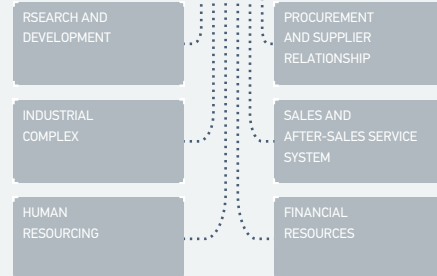 RSEARCH AND
DEVELOPMENT
PROCUREMENT
AND SUPPLIER
RELATIONSHIP
INDUSTRIAL
COMPLEX
SALES AND
AFTER-SALES SERVICE
SYSTEM
HUMAN
RESOURCING
FINANCIAL
RESOURCES